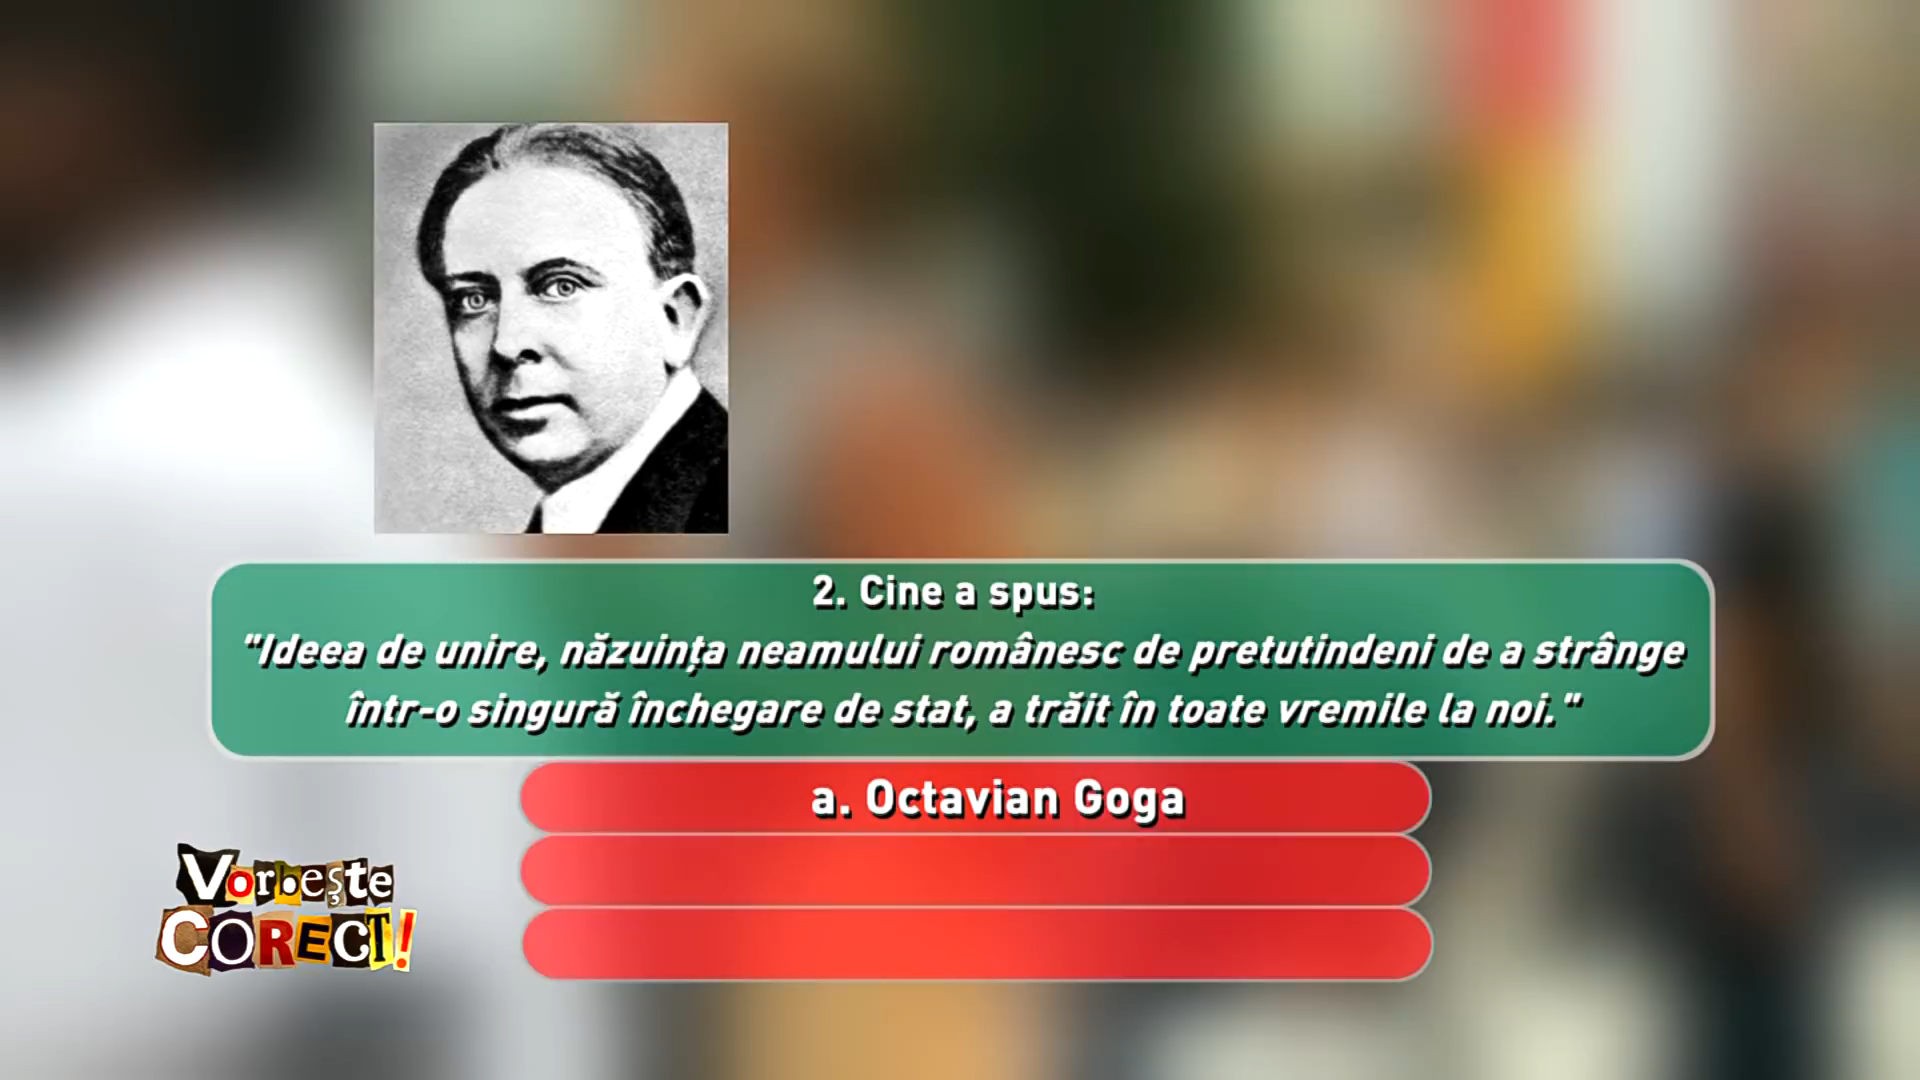 2. Cine a spus:
"Ideea de unire, năzuința neamului românesc de pretutindeni de a strânge
într-o singură închegare de stat, a trăit în toate vremile la noi."
a. Octavian Goga
Vorbește
CORECT!